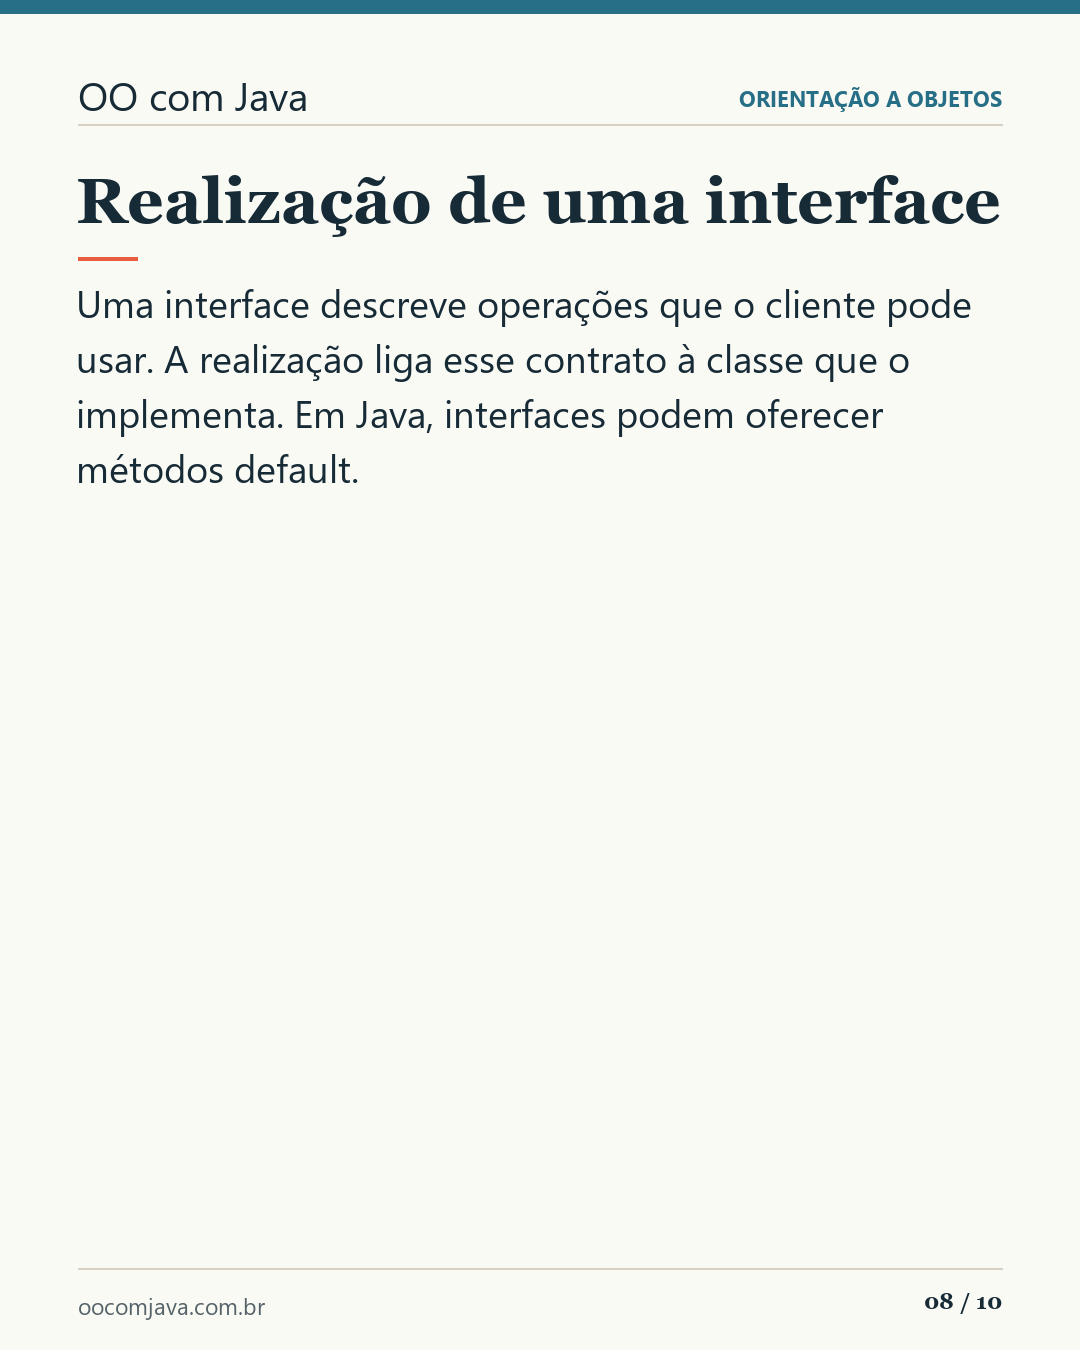 OO com Java
ORIENTAÇÃO A OBJETOS
Realização de uma interface
Uma interface descreve operações que o cliente pode
usar. A realização liga esse contrato à classe que o
implementa. Em Java, interfaces podem oferecer
métodos default.
oocomjava.com.br
08 / 10